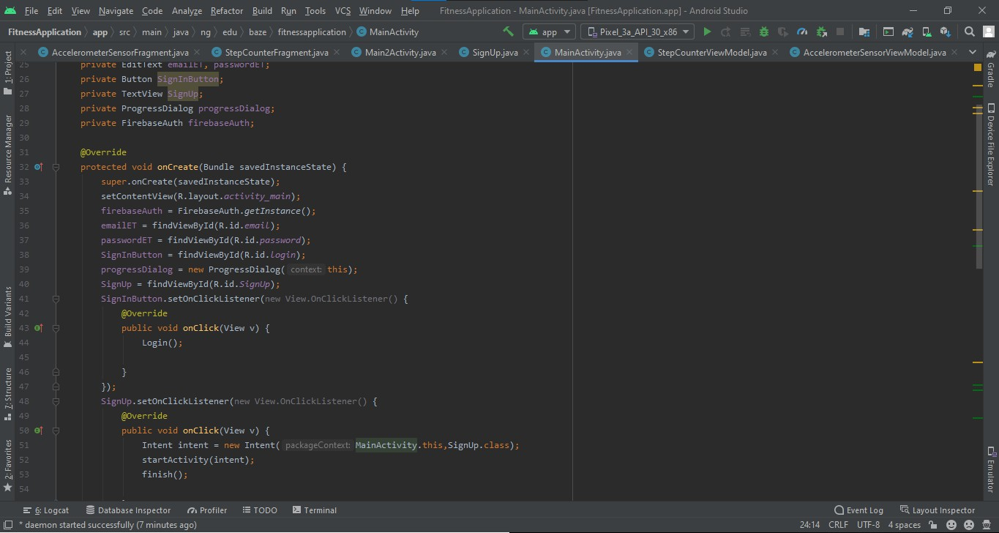 File Edit View Navigate Code Analyze Refactor Build Run Tools VCS Window Help FitnessApplication - MainActivity.java [FitnessApplication.app] - Android Studio
FitnessApplication app src main java ng edu baze fitnessapplication MainActivity app Pixel_3a_API_30_x86
AccelerometerSensorFragment.java StepCounterFragment.java Main2Activity.java SignUp.java MainActivity.java StepCounterViewModel.java AccelerometerSensorViewModel.java
1: Project
Resource Manager
Build Variants
7: Structure
2: Favorites
25 private EditText emailET, passwordET;
26 private Button SignInButton;
27 private TextView SignUp;
28 private ProgressDialog progressDialog;
29 private FirebaseAuth firebaseAuth;
30
31 @Override
32 protected void onCreate(Bundle savedInstanceState) {
33 super.onCreate(savedInstanceState);
34 setContentView(R.layout.activity_main);
35 firebaseAuth = FirebaseAuth.getInstance();
36 emailET = findViewById(R.id.email);
37 passwordET = findViewById(R.id.password);
38 SignInButton = findViewById(R.id.login);
39 progressDialog = new ProgressDialog( context: this);
40 SignUp = findViewById(R.id.SignUp);
41 SignInButton.setOnClickListener(new View.OnClickListener() {
42 @Override
43 public void onClick(View v) {
44 Login();
45
46 }
47 });
48 SignUp.setOnClickListener(new View.OnClickListener() {
49 @Override
50 public void onClick(View v) {
51 Intent intent = new Intent( packageContext: MainActivity.this,SignUp.class);
52 startActivity(intent);
53 finish();
54
Gradle
Device File Explorer
Emulator
6: Logcat Database Inspector Profiler TODO Terminal Event Log Layout Inspector
* daemon started successfully (7 minutes ago) 24:14 CRLF UTF-8 4 spaces